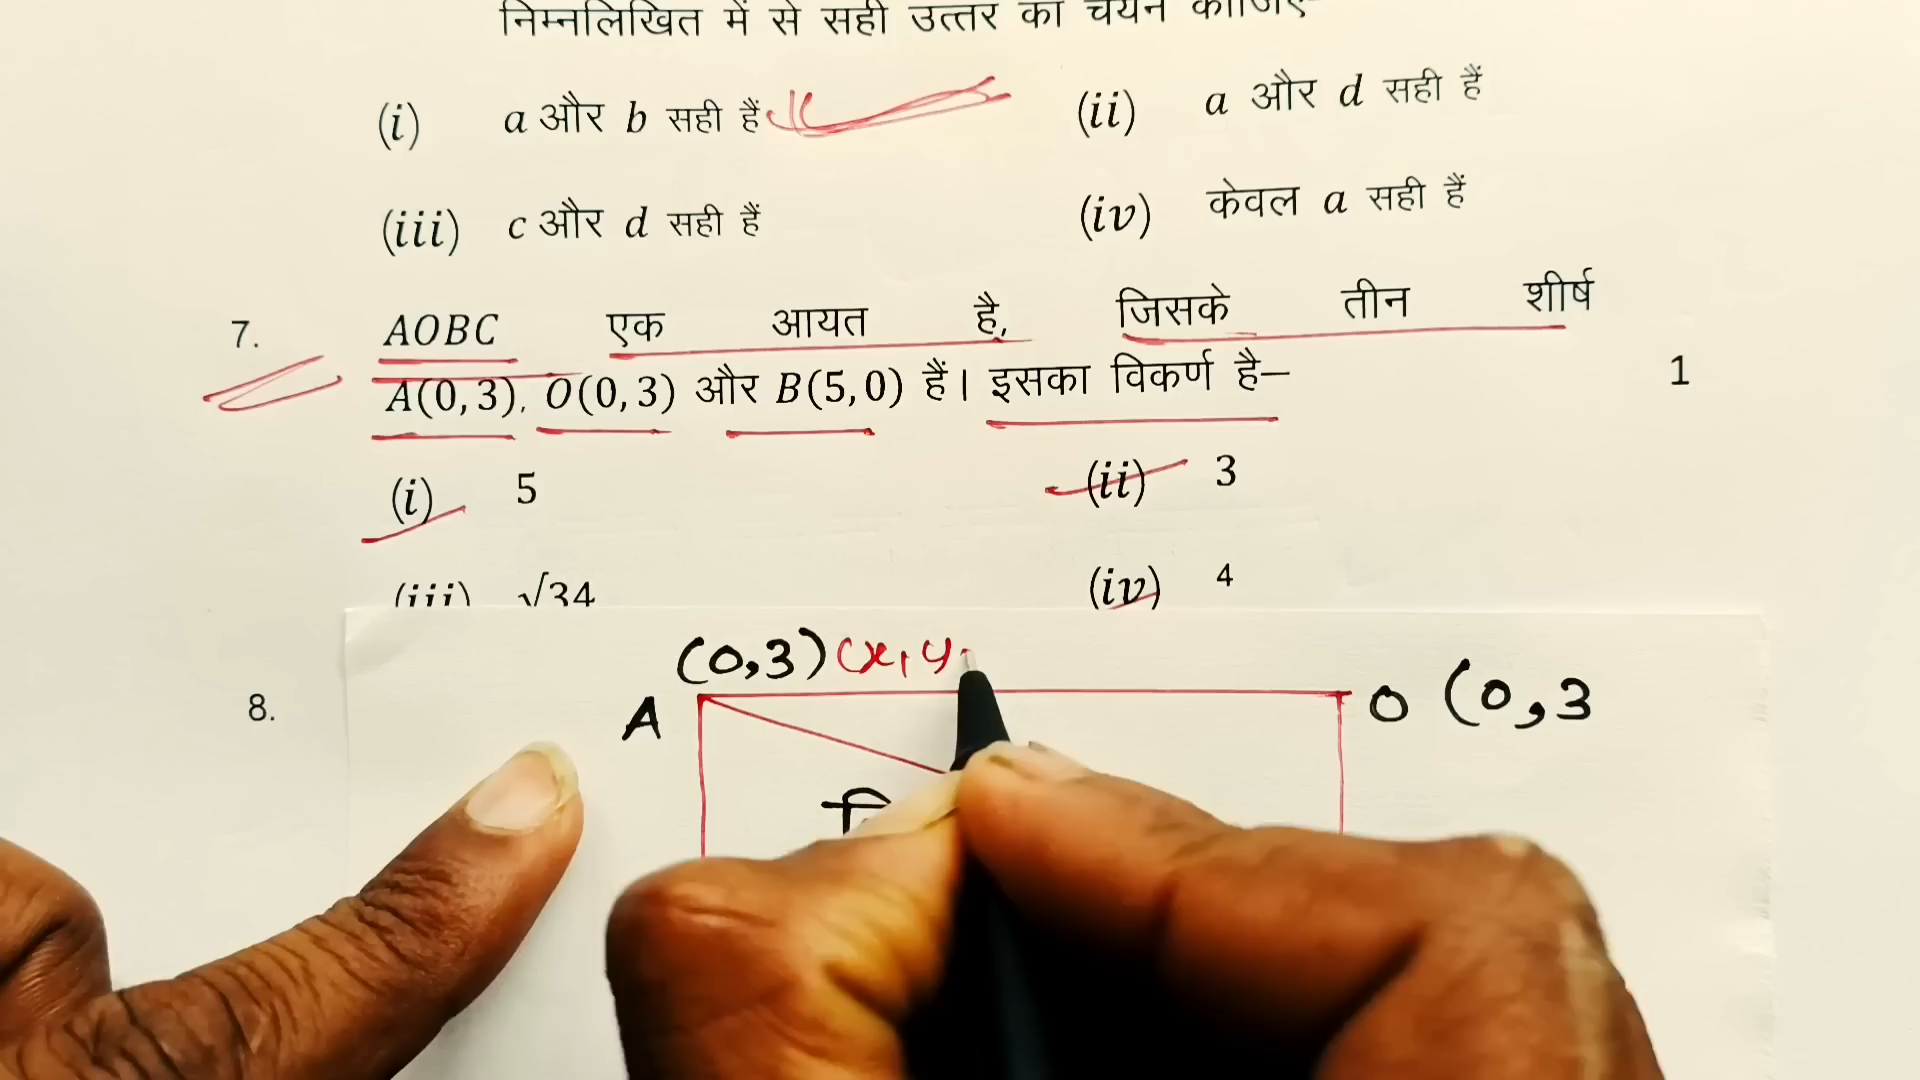 निम्नलिखित में से सही उत्तर का चयन कीजिए-
(i) a और b सही हैं (ii) a और d सही हैं
(iii) c और d सही हैं (iv) केवल a सही हैं
7. AOBC एक आयत है, जिसके तीन शीर्ष
A(0,3), O(0,3) और B(5,0) हैं। इसका विकर्ण है– 1
(i) 5 (ii) 3
(iii) √34 (iv) 4
(0,3) (x, y
8. A O (0,3